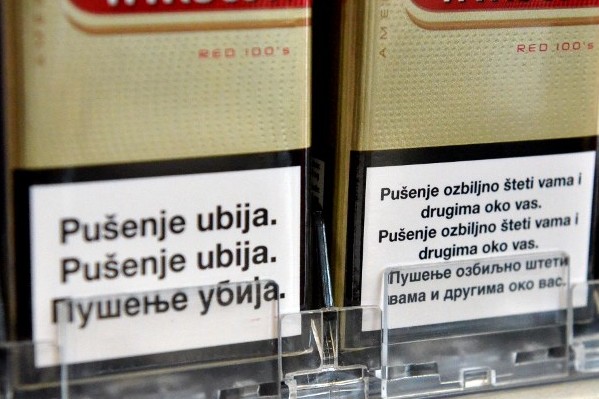 RED 100's
Pušenje ubija.
Pušenje ubija.
Пушење убија.
AME
RED 100's
Pušenje ozbiljno šteti vama i
drugima oko vas.
Pušenje ozbiljno šteti vama i
drugima oko vas.
Пушење озбиљно штети
вама и другима око вас.